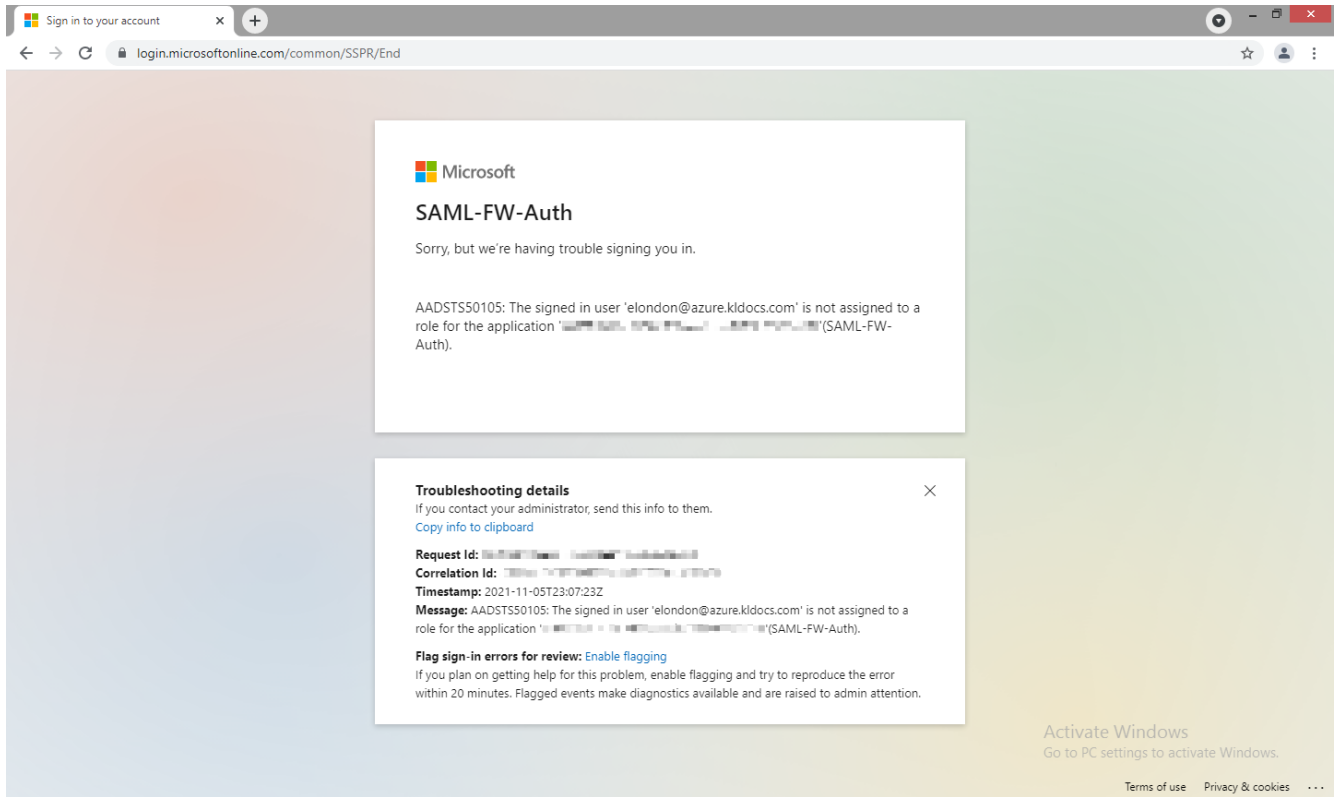 Sign in to your account
login.microsoftonline.com/common/SSPR/End
Microsoft
SAML-FW-Auth
Sorry, but we're having trouble signing you in.
AADSTS50105: The signed in user 'elondon@azure.kldocs.com' is not assigned to a
role for the application ' '(SAML-FW-
Auth).
Troubleshooting details
If you contact your administrator, send this info to them.
Copy info to clipboard
Request Id:
Correlation Id:
Timestamp: 2021-11-05T23:07:23Z
Message: AADSTS50105: The signed in user 'elondon@azure.kldocs.com' is not assigned to a
role for the application ' '(SAML-FW-Auth).
Flag sign-in errors for review: Enable flagging
If you plan on getting help for this problem, enable flagging and try to reproduce the error
within 20 minutes. Flagged events make diagnostics available and are raised to admin attention.
Activate Windows
Go to PC settings to activate Windows.
Terms of use Privacy & cookies ...